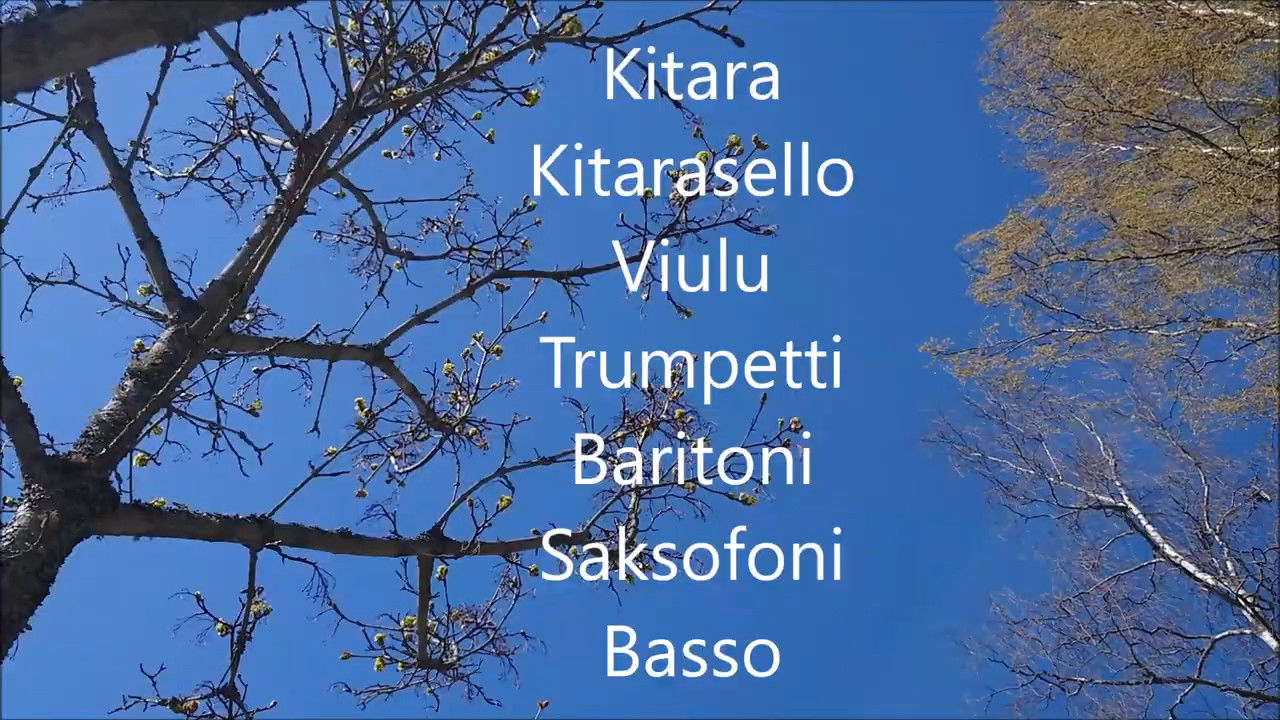 Kitara
Kitarasello
Viulu
Trumpetti
Baritoni
Saksofoni
Basso